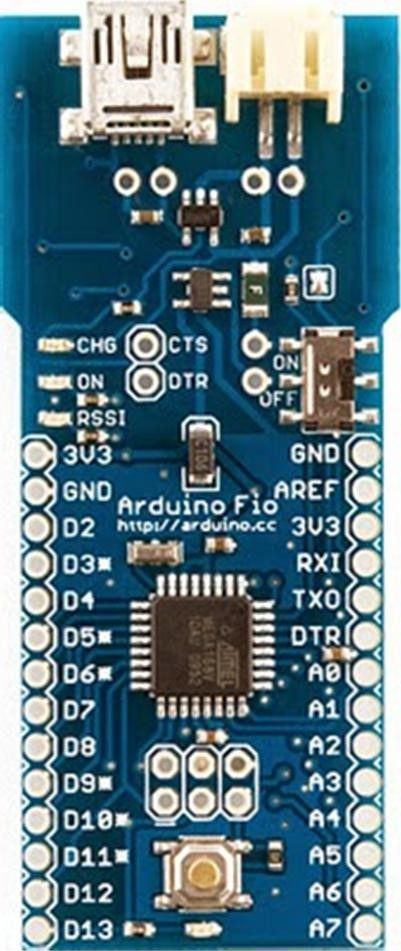 F
CHG
CTS
ON
ON
DTR
OFF
RSSI
3V3
GND
Arduino Fio
AREF
GND
http://arduino.cc
3V3
D2
D3
RXI
D4
TXO
D5
DTR
D6
A0
ATMEL
D7
A1
D8
A2
D9
A3
D10
A4
D11
A5
D12
A6
D13
A7